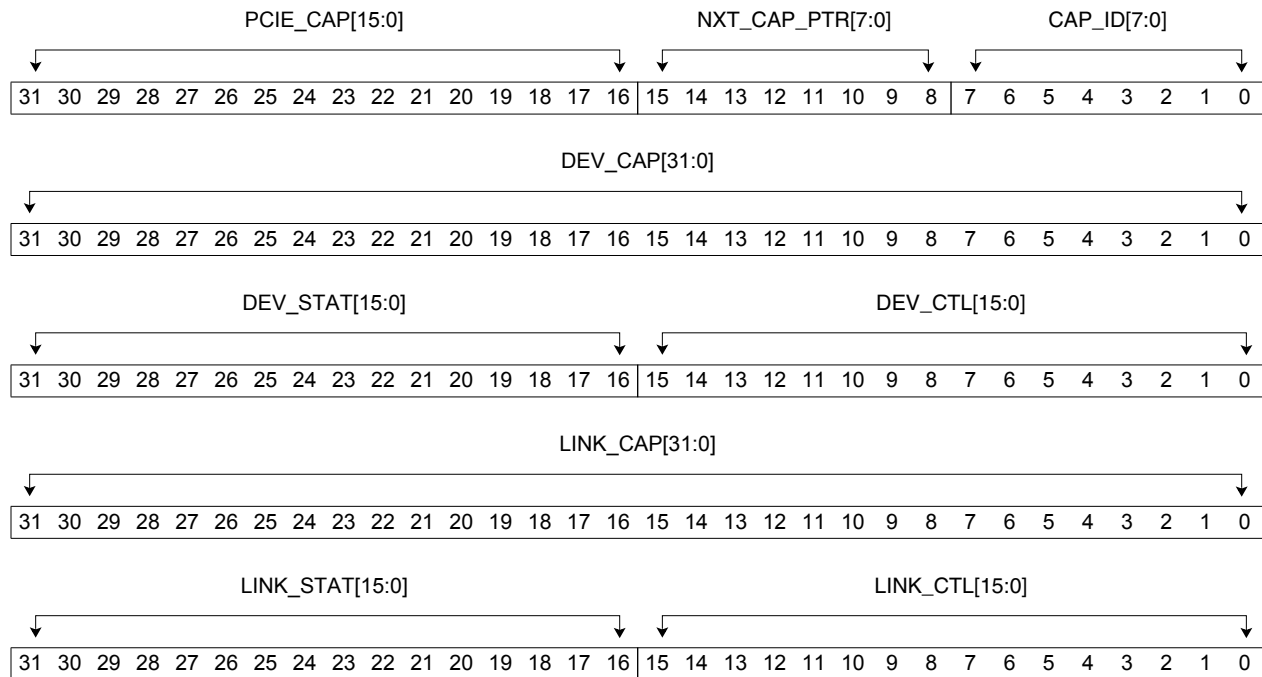 PCIE_CAP[15:0] NXT_CAP_PTR[7:0] CAP_ID[7:0]
31 30 29 28 27 26 25 24 23 22 21 20 19 18 17 16 15 14 13 12 11 10 9 8 7 6 5 4 3 2 1 0
DEV_CAP[31:0]
31 30 29 28 27 26 25 24 23 22 21 20 19 18 17 16 15 14 13 12 11 10 9 8 7 6 5 4 3 2 1 0
DEV_STAT[15:0] DEV_CTL[15:0]
31 30 29 28 27 26 25 24 23 22 21 20 19 18 17 16 15 14 13 12 11 10 9 8 7 6 5 4 3 2 1 0
LINK_CAP[31:0]
31 30 29 28 27 26 25 24 23 22 21 20 19 18 17 16 15 14 13 12 11 10 9 8 7 6 5 4 3 2 1 0
LINK_STAT[15:0] LINK_CTL[15:0]
31 30 29 28 27 26 25 24 23 22 21 20 19 18 17 16 15 14 13 12 11 10 9 8 7 6 5 4 3 2 1 0